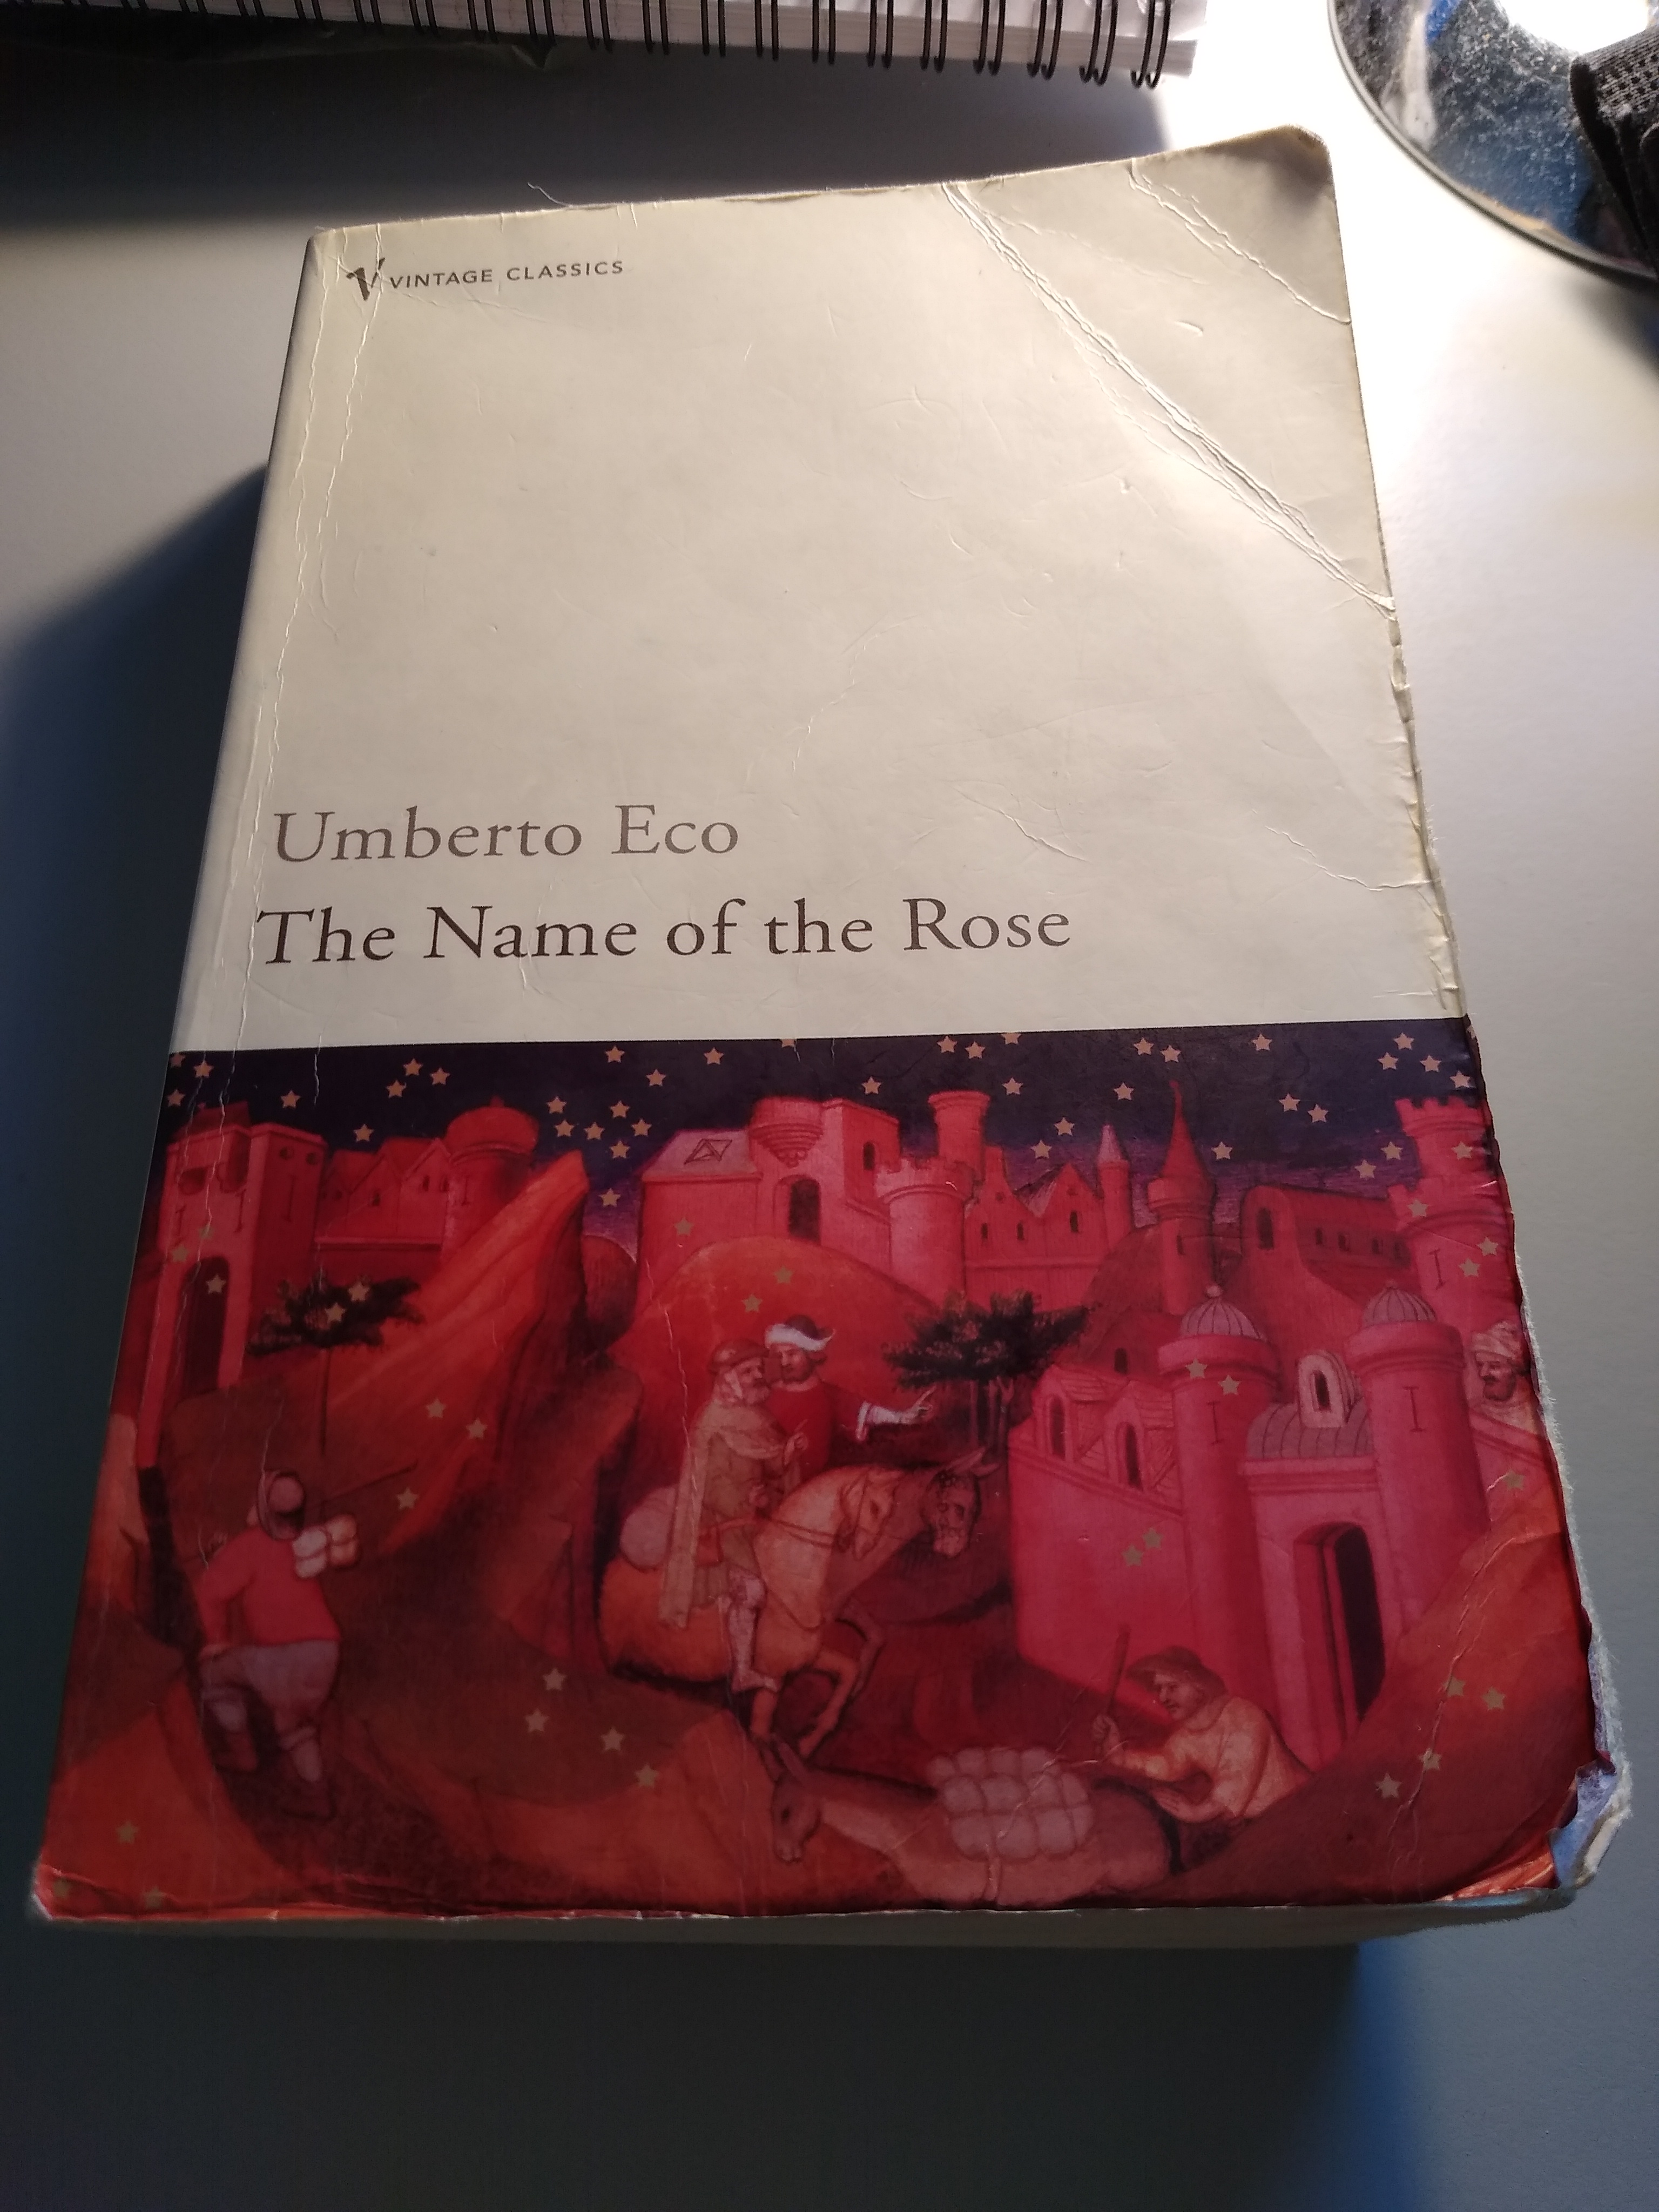 VINTAGE CLASSICS
Umberto Eco
The Name of the Rose